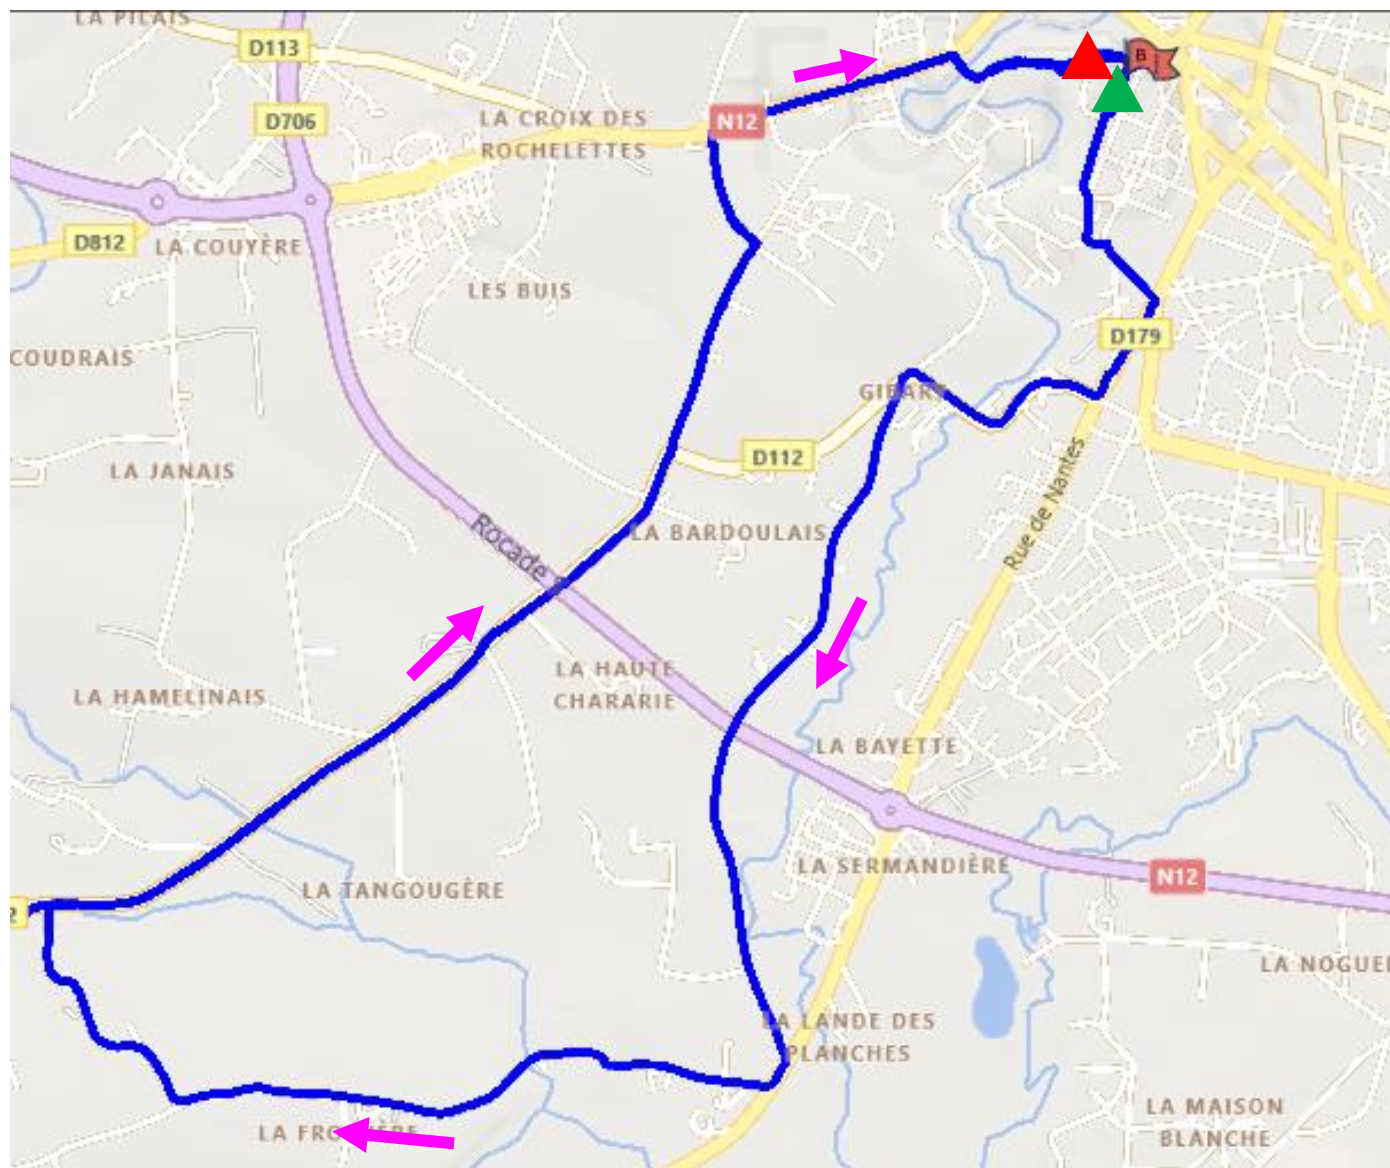 LA PILAIS
D113
D706
LA CROIX DES
ROCHELETTES
N12
B
D812
LA COUYÈRE
LES BUIS
D179
COUDRAIS
D112
LA JANAIS
Rue de Nantes
Rocade
LA BARDOULAIS
LA HAUTE
CHARARIE
LA HAMELINAIS
LA BAYETTE
LA SERMANDIÈRE
N12
LA TANGOUGÈRE
2
LA NOGUE
LA LANDE DES
PLANCHES
LA MAISON
BLANCHE